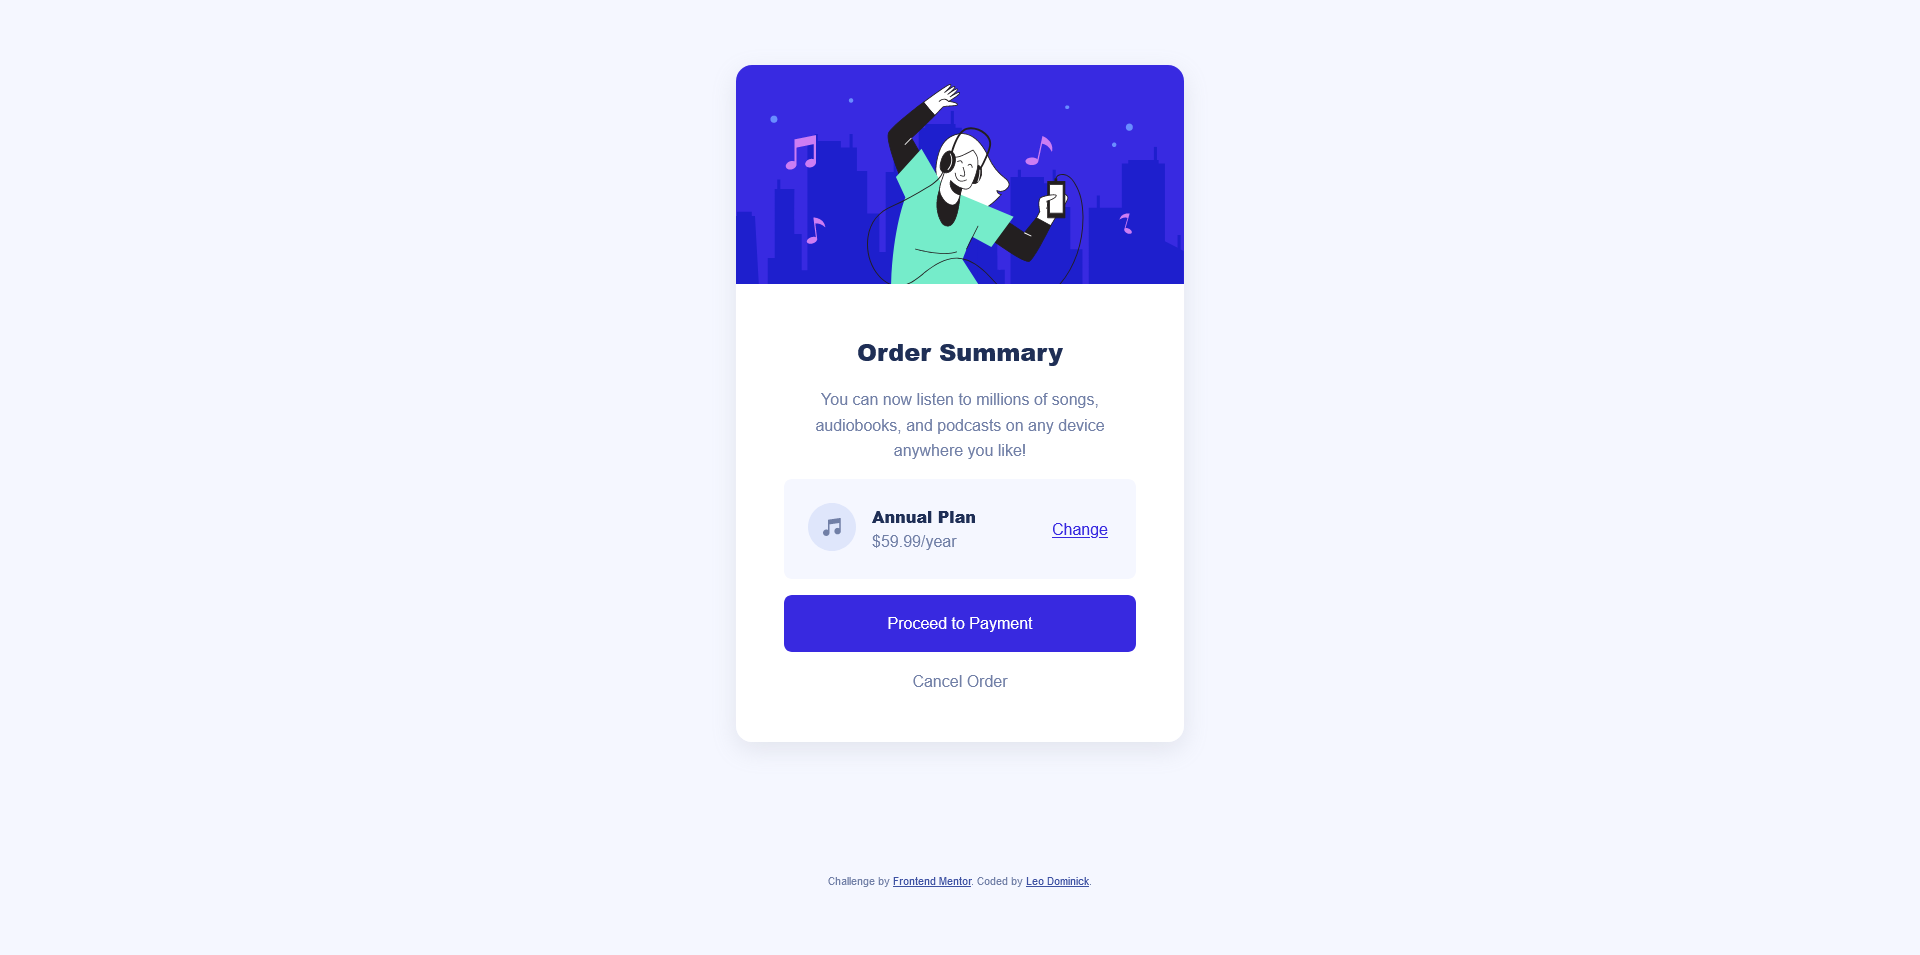 Order Summary
You can now listen to millions of songs,
audiobooks, and podcasts on any device
anywhere you like!
Annual Plan
$59.99/year
Change
Proceed to Payment
Cancel Order
Challenge by Frontend Mentor. Coded by Leo Dominick.